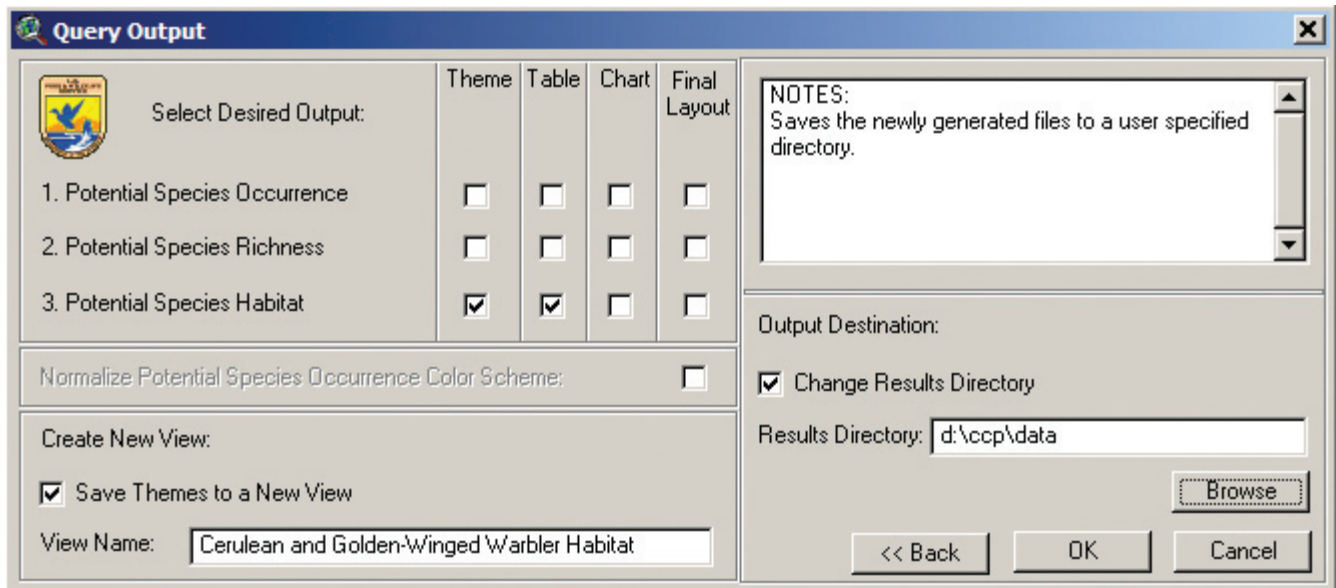 Query Output
Select Desired Output:
Theme
Table
Chart
Final
Layout
1. Potential Species Occurrence
2. Potential Species Richness
3. Potential Species Habitat
Normalize Potential Species Occurrence Color Scheme:
Create New View:
Save Themes to a New View
View Name: Cerulean and Golden-Winged Warbler Habitat
NOTES:
Saves the newly generated files to a user specified
directory.
Output Destination:
Change Results Directory
Results Directory: d:\ccp\data
Browse
<< Back
OK
Cancel